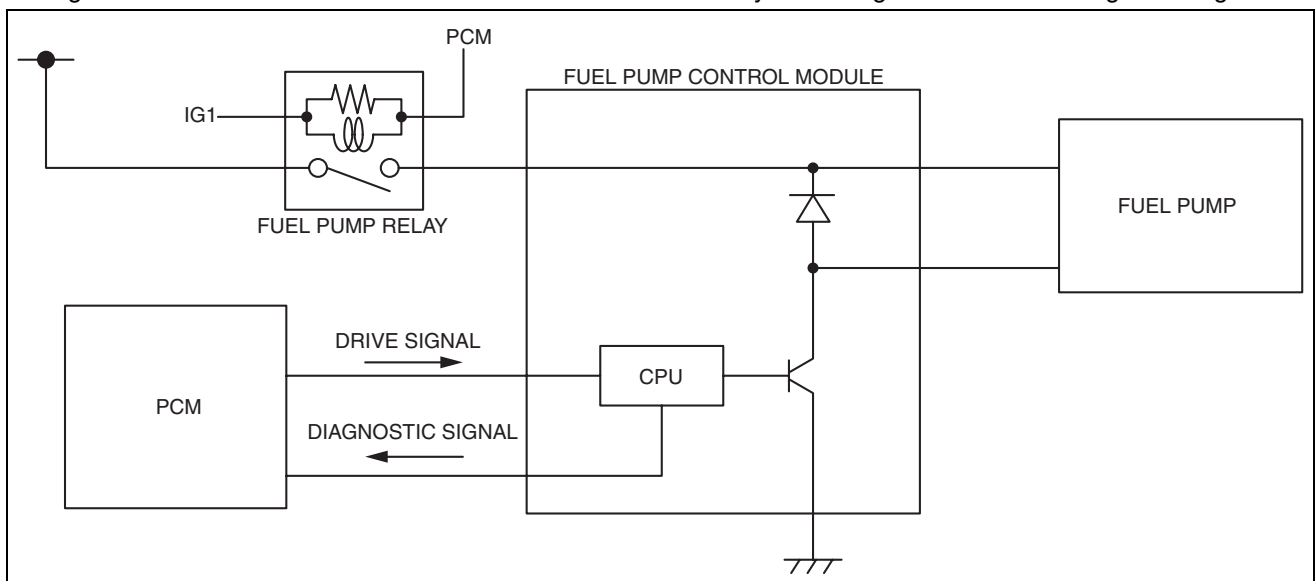 PCM
FUEL PUMP CONTROL MODULE
IG1
FUEL PUMP RELAY
FUEL PUMP
DRIVE SIGNAL
CPU
PCM
DIAGNOSTIC SIGNAL